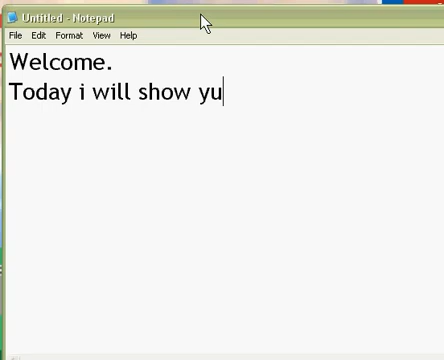 Untitled - Notepad
File Edit Format View Help
Welcome.
Today i will show yu